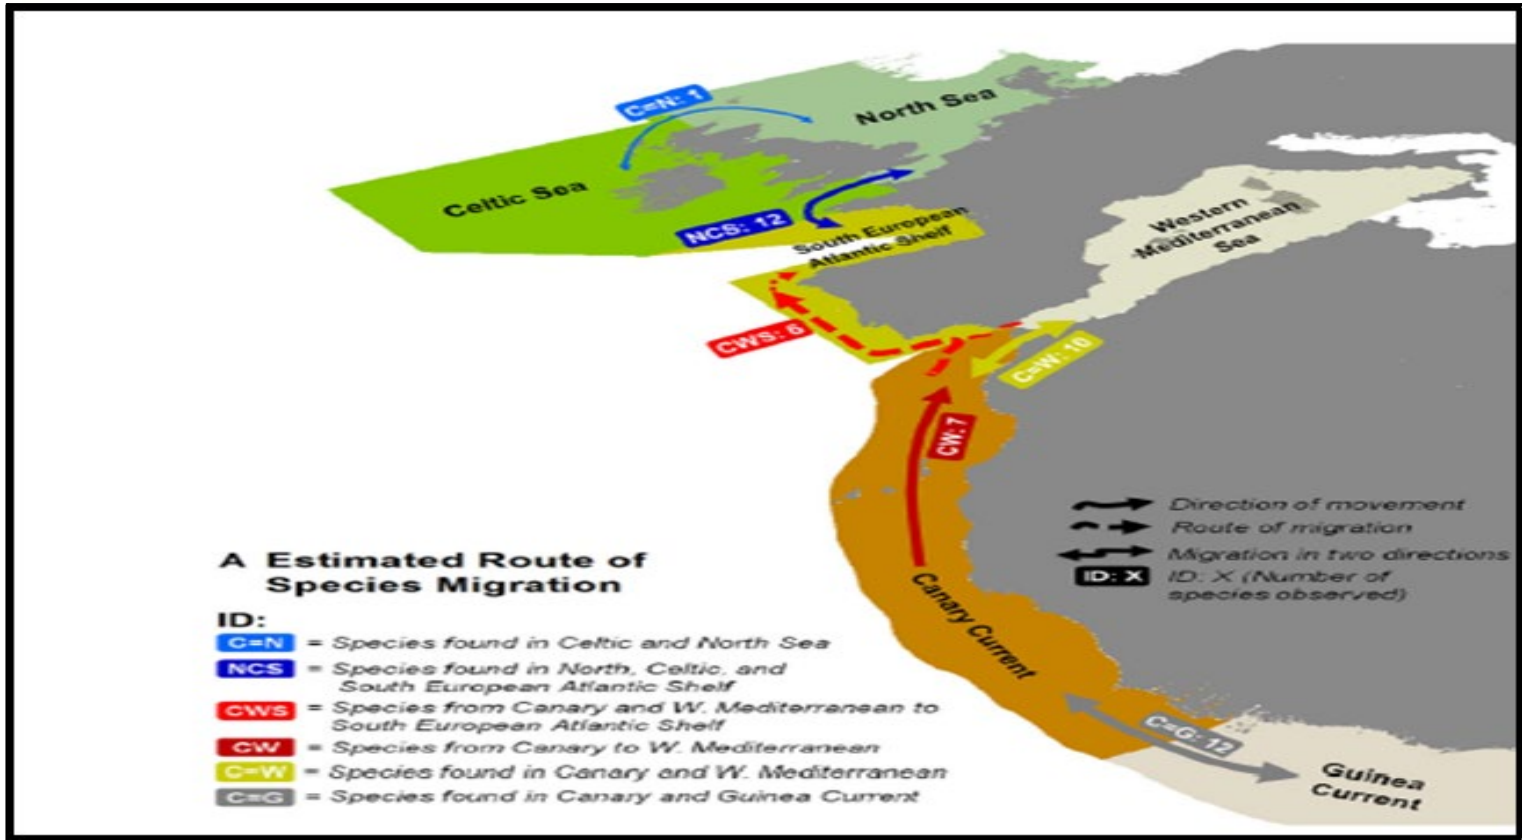 C=N: 1
North Sea
Celtic Sea
NCS: 12
South European
Atlantic Shelf
Western
Mediterranean
Sea
CWS: 6
C=W: 10
CW: 7
Direction of movement
Route of migration
Migration in two directions
ID: X ID: X (Number of
species observed)
A Estimated Route of
Species Migration
Canary Current
ID:
C=N = Species found in Celtic and North Sea
NCS = Species found in North, Celtic, and
South European Atlantic Shelf
CWS = Species from Canary and W. Mediterranean to
South European Atlantic Shelf
CW = Species from Canary to W. Mediterranean
C=W = Species found in Canary and W. Mediterranean
C=G = Species found in Canary and Guinea Current
C=G: 12
Guinea
Current